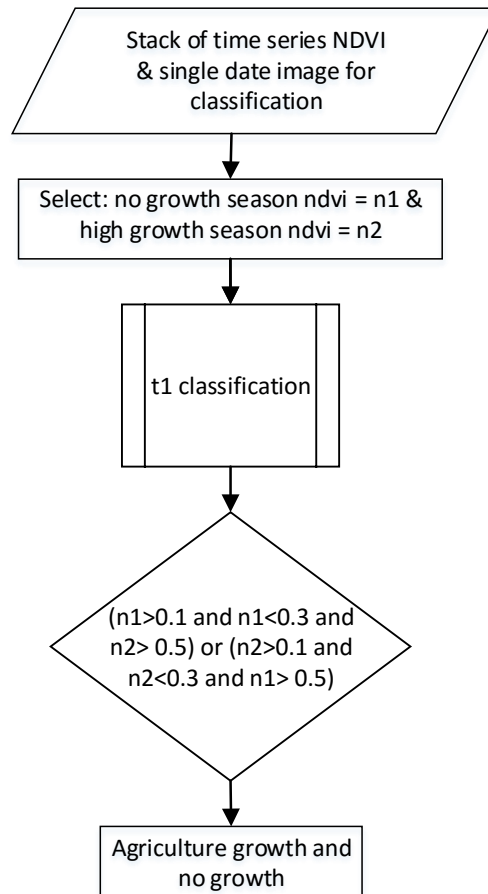 Stack of time series NDVI
& single date image for
classification
Select: no growth season ndvi = n1 &
high growth season ndvi = n2
t1 classification
(n1>0.1 and n1<0.3 and
n2> 0.5) or (n2>0.1 and
n2<0.3 and n1> 0.5)
Agriculture growth and
no growth